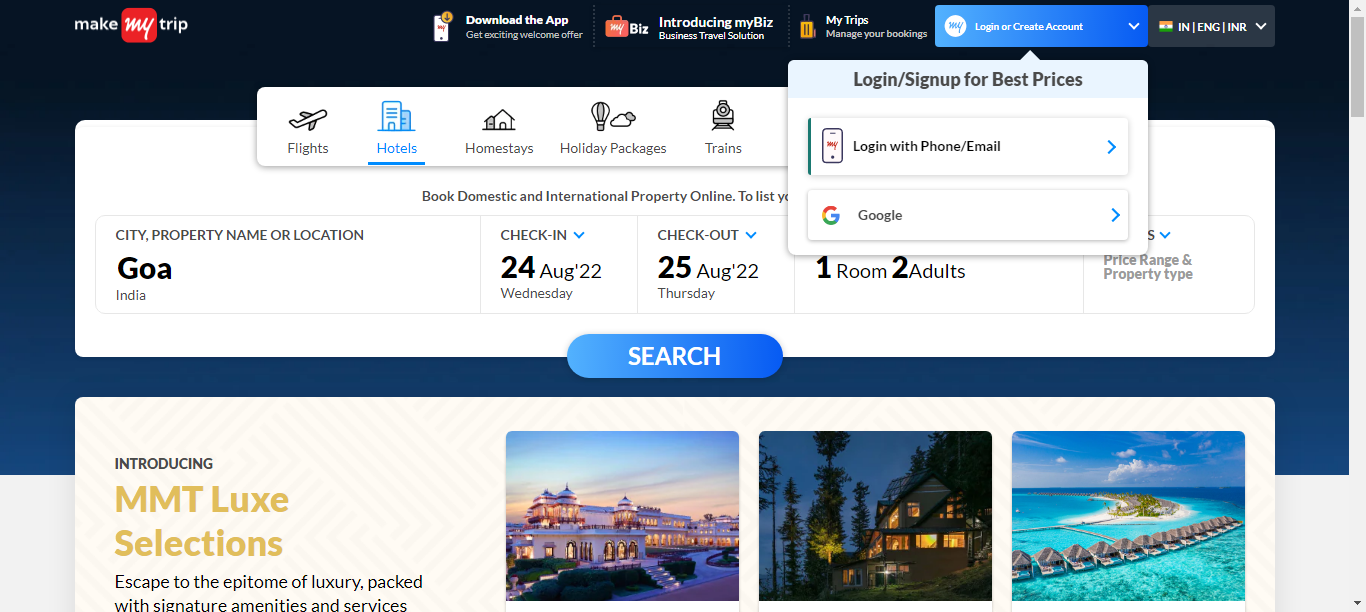 make my trip
Download the App
Get exciting welcome offer
my Biz
Introducing myBiz
Business Travel Solution
My Trips
Manage your bookings
my
Login or Create Account
IN | ENG | INR
Login/Signup for Best Prices
my
Login with Phone/Email
Google
Flights
Hotels
Homestays
Holiday Packages
Trains
Book Domestic and International Property Online. To list yo
CITY, PROPERTY NAME OR LOCATION
Goa
India
CHECK-IN
24 Aug'22
Wednesday
CHECK-OUT
25 Aug'22
Thursday
1 Room 2Adults
S
Price Range &
Property type
SEARCH
INTRODUCING
MMT Luxe
Selections
Escape to the epitome of luxury, packed
with signature amenities and services